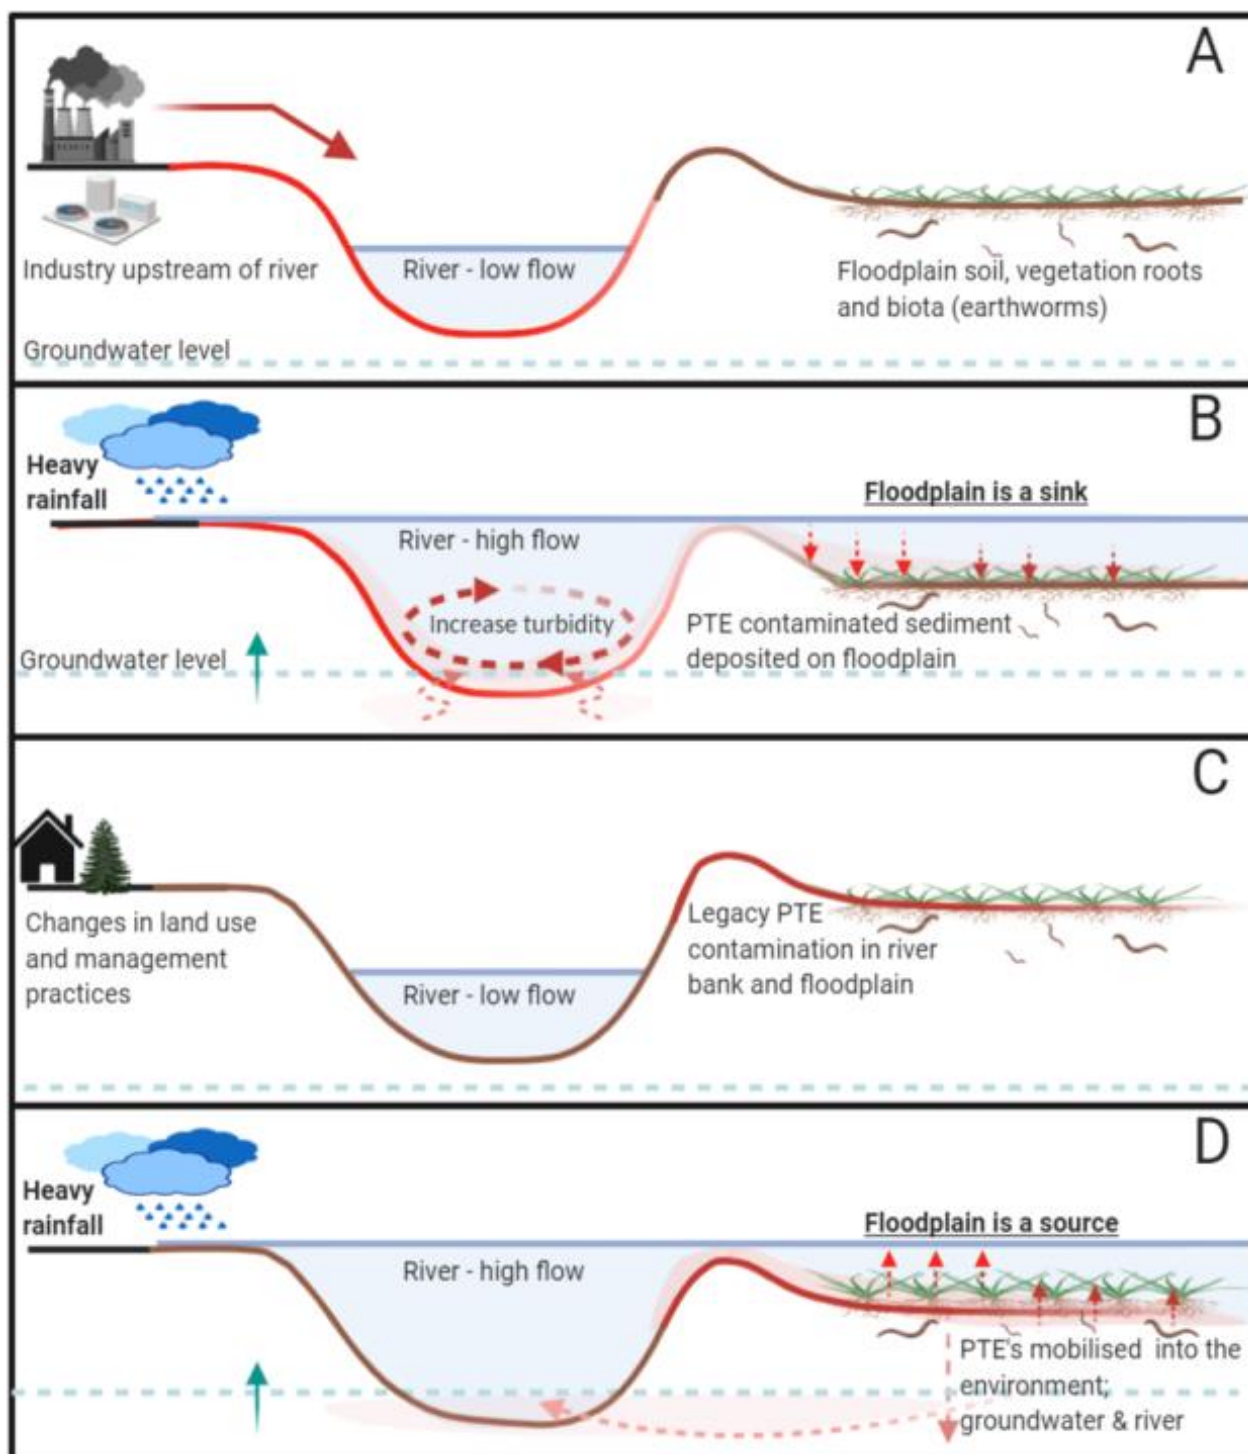 A
Industry upstream of river
River - low flow
Floodplain soil, vegetation roots
and biota (earthworms)
Groundwater level
B
Heavy
rainfall
Floodplain is a sink
River - high flow
Increase turbidity
PTE contaminated sediment
deposited on floodplain
Groundwater level
C
Changes in land use
and management
practices
River - low flow
Legacy PTE
contamination in river
bank and floodplain
D
Heavy
rainfall
Floodplain is a source
River - high flow
PTE's mobilised into the
environment;
groundwater & river